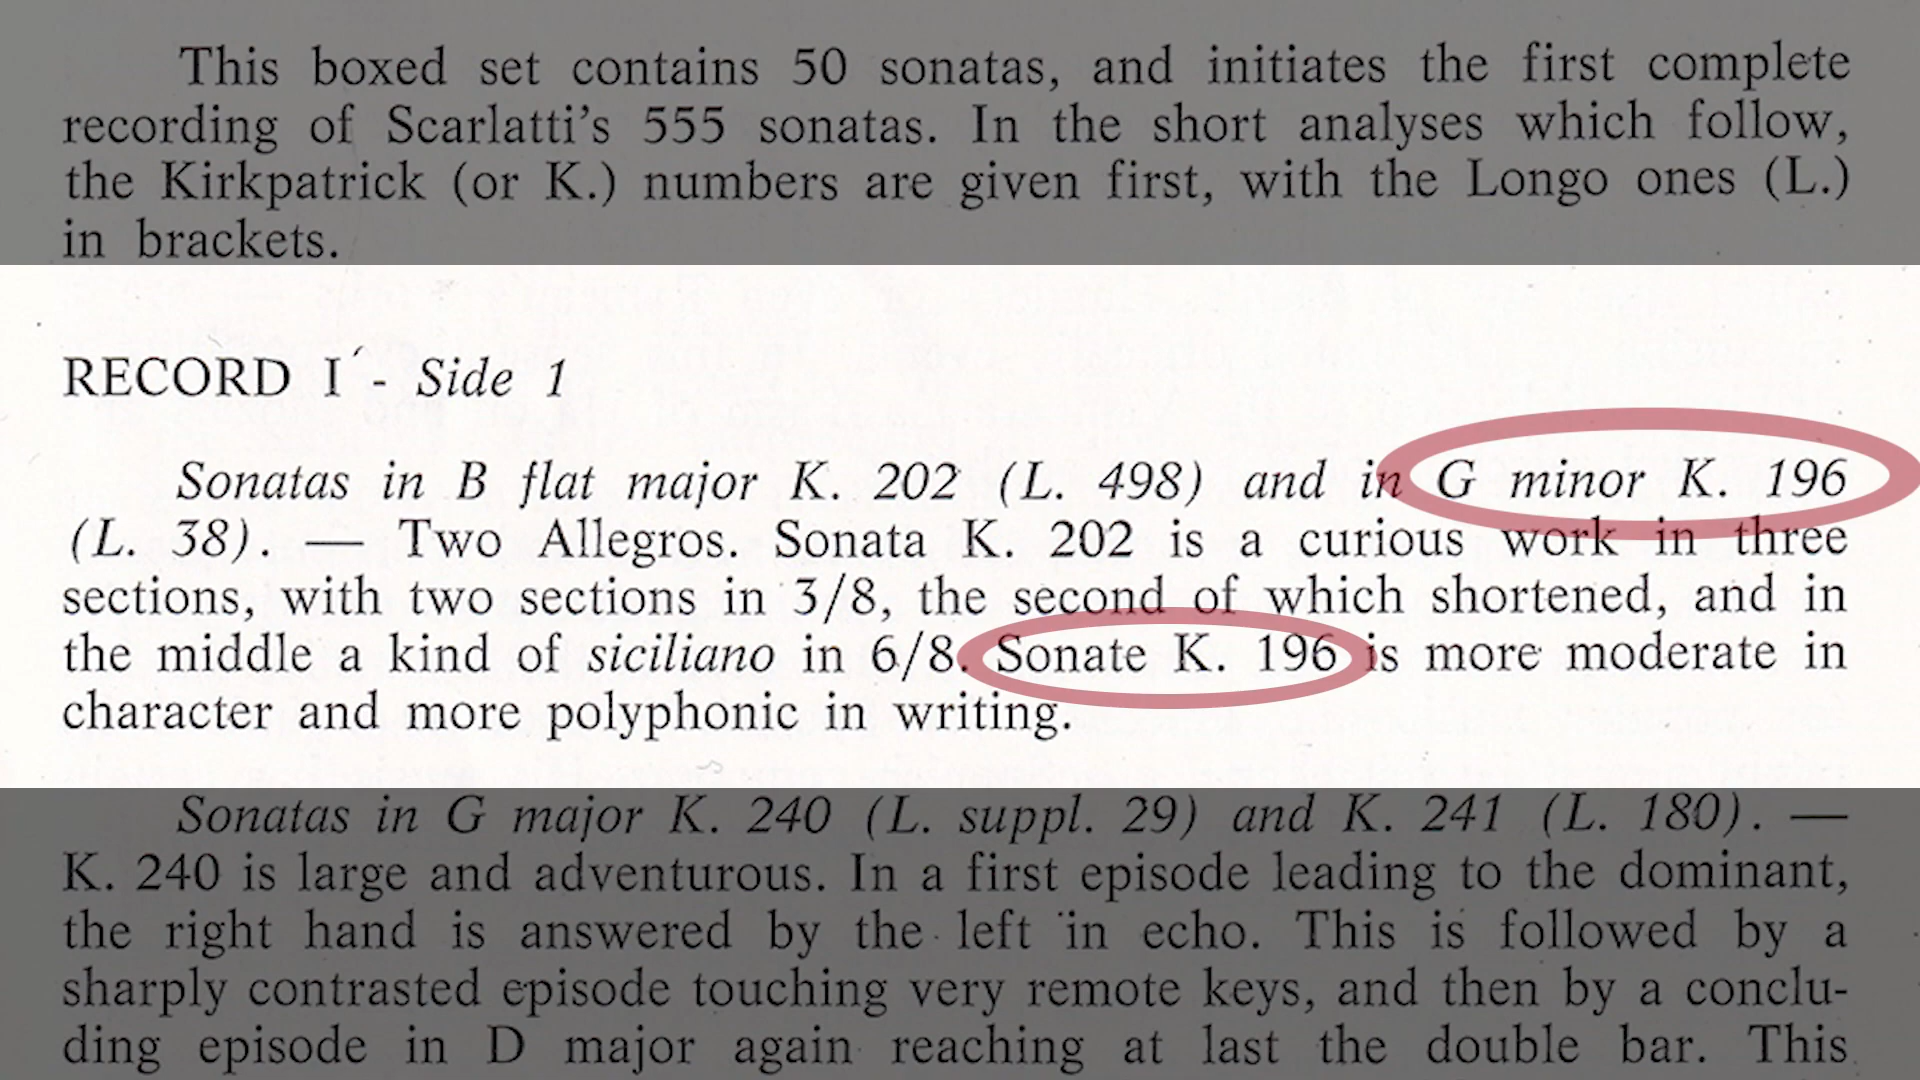 This boxed set contains 50 sonatas, and initiates the first complete
recording of Scarlatti's 555 sonatas. In the short analyses which follow,
the Kirkpatrick (or K.) numbers are given first, with the Longo ones (L.)
in brackets.
RECORD I - Side 1
Sonatas in B flat major K. 202 (L. 498) and in G minor K. 196
(L. 38). — Two Allegros. Sonata K. 202 is a curious work in three
sections, with two sections in 3/8, the second of which shortened, and in
the middle a kind of siciliano in 6/8. Sonate K. 196 is more moderate in
character and more polyphonic in writing.
Sonatas in G major K. 240 (L. suppl. 29) and K. 241 (L. 180). —
K. 240 is large and adventurous. In a first episode leading to the dominant,
the right hand is answered by the left in echo. This is followed by a
sharply contrasted episode touching very remote keys, and then by a conclu-
ding episode in D major again reaching at last the double bar. This